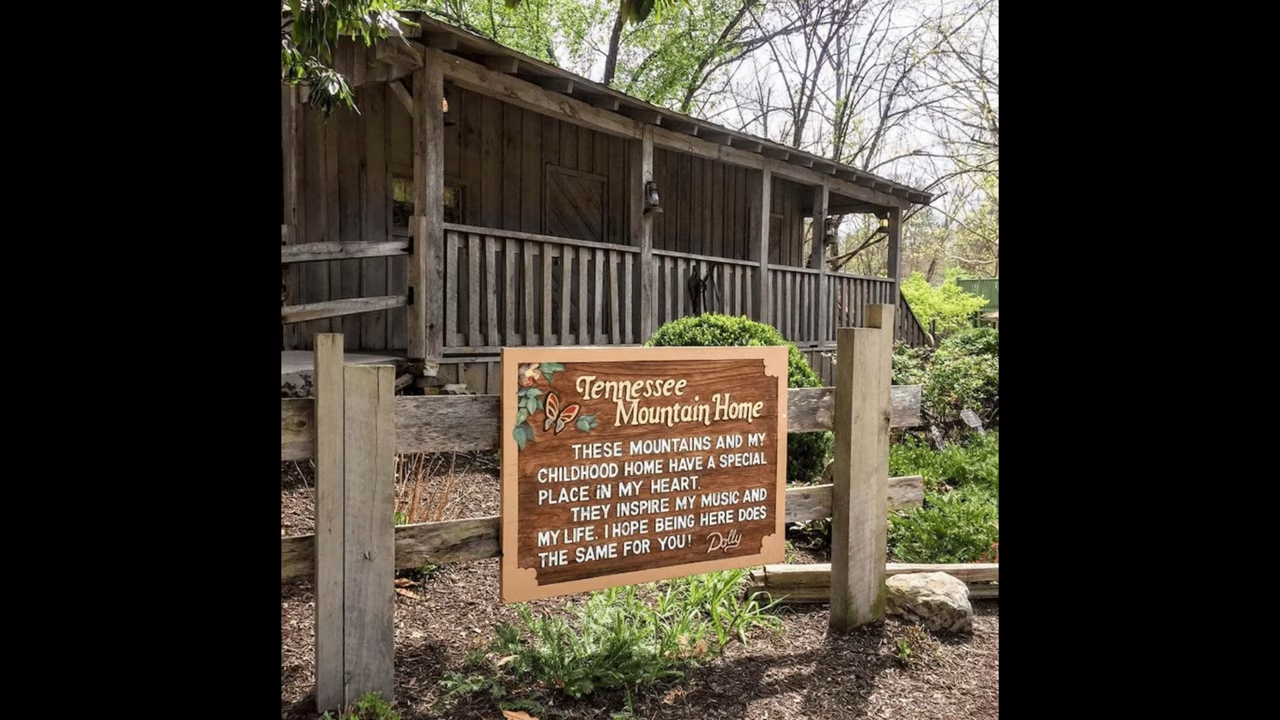 Tennessee
Mountain Home
THESE MOUNTAINS AND MY
CHILDHOOD HOME HAVE A SPECIAL
PLACE IN MY HEART.
THEY INSPIRE MY MUSIC AND
MY LIFE. I HOPE BEING HERE DOES
THE SAME FOR YOU! Dolly